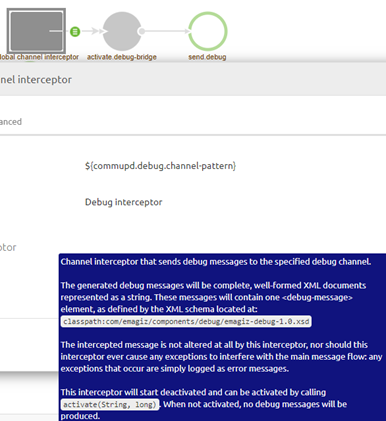 lobal channel interceptor
activate.debug-bridge
send.debug
nel interceptor
anced
${commupd.debug.channel-pattern}
Debug interceptor
ptor
Channel interceptor that sends debug messages to the specified debug channel.
The generated debug messages will be complete, well-formed XML documents
represented as a string. These messages will contain one <debug-message>
element, as defined by the XML schema located at:
classpath:com/emagiz/components/debug/emagiz-debug-1.0.xsd
The intercepted message is not altered at all by this interceptor, nor should this
interceptor ever cause any exceptions to interfere with the main message flow: any
exceptions that occur are simply logged as error messages.
This interceptor will start deactivated and can be activated by calling
activate(String, long). When not activated, no debug messages will be
produced.